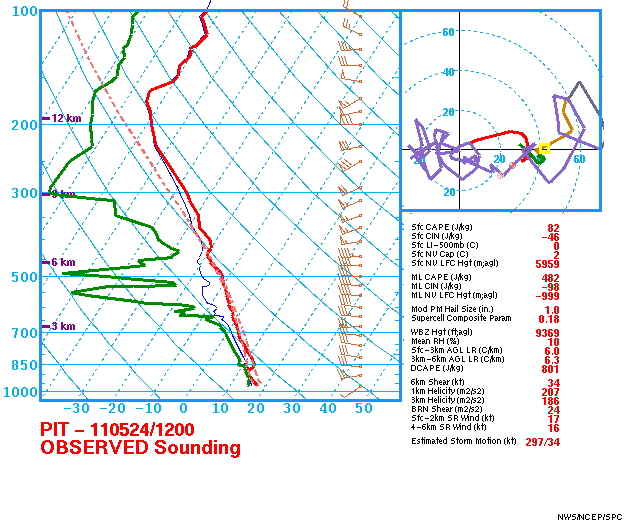 100
150
200
300
500
700
850
1000
12 km
9 km
6 km
3 km
-30 -20 -10 0 10 20 30 40 50
60
40
20
20 60
20
PIT - 110524/1200
OBSERVED Sounding
Sfc CAPE (J/kg) 82
Sfc CIN (J/kg) -46
Sfc LI-500mb (C) 0
Sfc NV Cap (C) 2
Sfc NV LFC Hgt (m;agl) 5959
ML CAPE (J/kg) 482
ML CIN (J/kg) -98
ML NV LFC Hgt (m;agl) -999
Mod PM Hail Size (in.) 1.0
Supercell Composite Param 0.18
WBZ Hgt (ft;agl) 9369
Mean RH (%) 10
Sfc-3km AGL LR (C/km) 6.0
3km-6km AGL LR (C/km) 6.3
DCAPE (J/kg) 801
6km Shear (kt) 34
1km Helicity (m2/s2) 207
3km Helicity (m2/s2) 186
BRN Shear (m2/s2) 24
Sfc-2km SR Wind (kt) 17
4-6km SR Wind (kt) 16
Estimated Storm Motion (kt) 297/34
NWS/NCEP/SPC